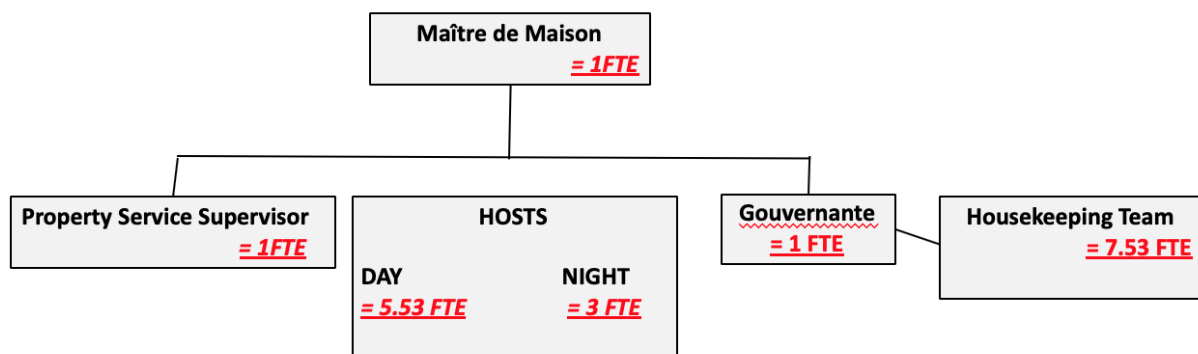 Maître de Maison
= 1FTE
Property Service Supervisor
= 1FTE
HOSTS
DAY NIGHT
= 5.53 FTE = 3 FTE
Gouvernante
= 1 FTE
Housekeeping Team
= 7.53 FTE